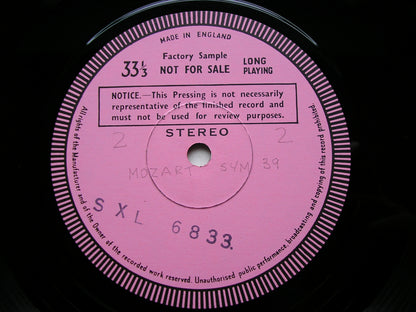 MADE IN ENGLAND
Factory Sample
33⅓ NOT FOR SALE LONG PLAYING
NOTICE.—This Pressing is not necessarily
representative of the finished record and
must not be used for review purposes.
STEREO
2 2
MOZART SYM 39
SXL 6833.
All rights of the Manufacturer and of the Owner of the recorded work reserved. Unauthorised public performance, broadcasting and copying of this record prohibited.